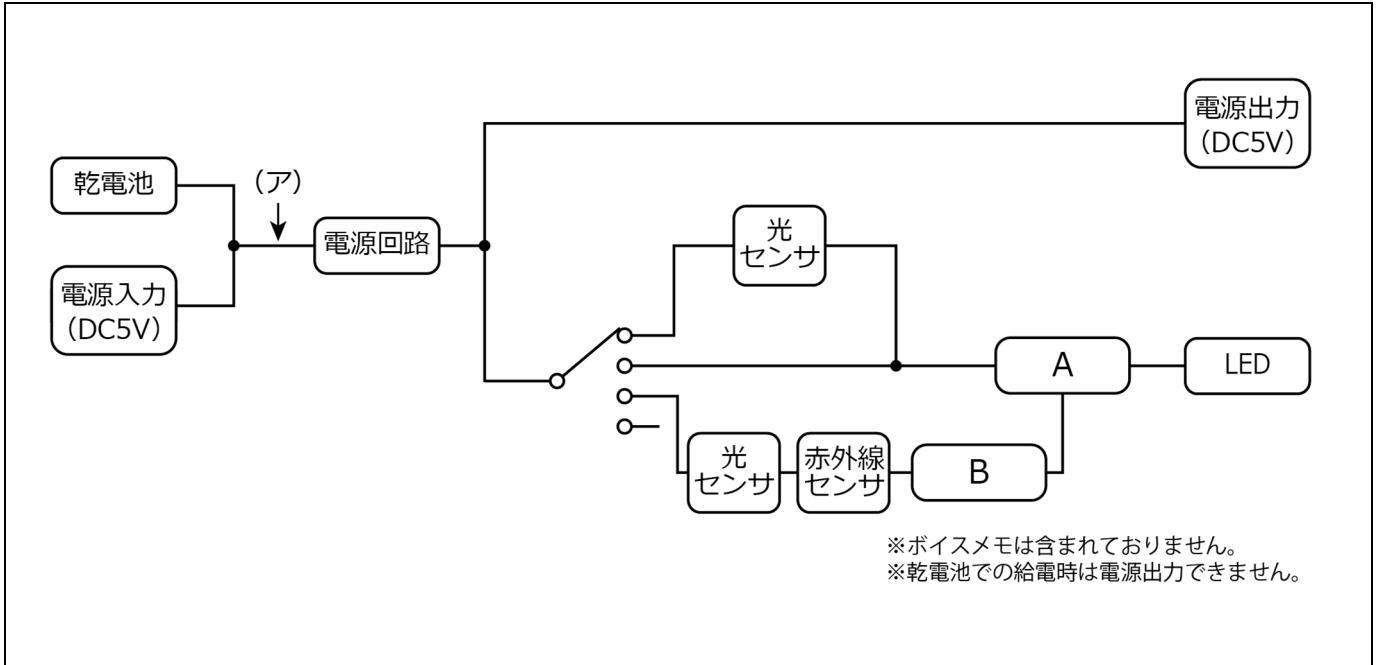 電源出力
(DC5V)
乾電池
(ア)
電源回路
電源入力
(DC5V)
光
センサ
A
LED
光
センサ
赤外線
センサ
B
※ボイスメモは含まれておりません。
※乾電池での給電時は電源出力できません。